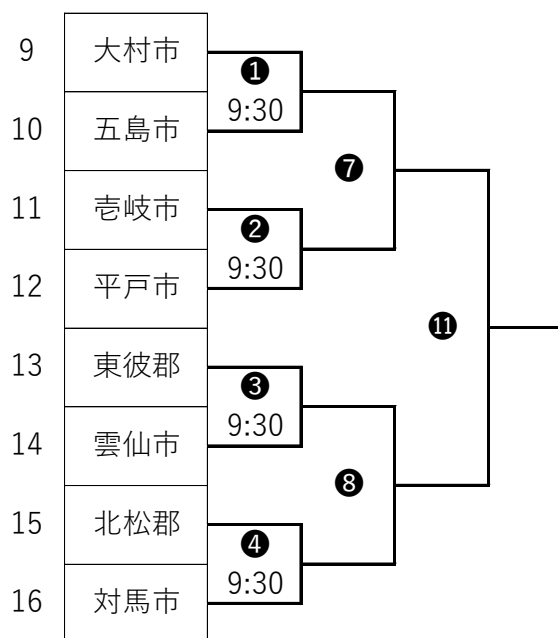 9 大村市
❶
9:30
10 五島市
❼
11 壱岐市
❷
9:30
12 平戸市
⓫
13 東彼郡
❸
9:30
14 雲仙市
❽
15 北松郡
❹
9:30
16 対馬市